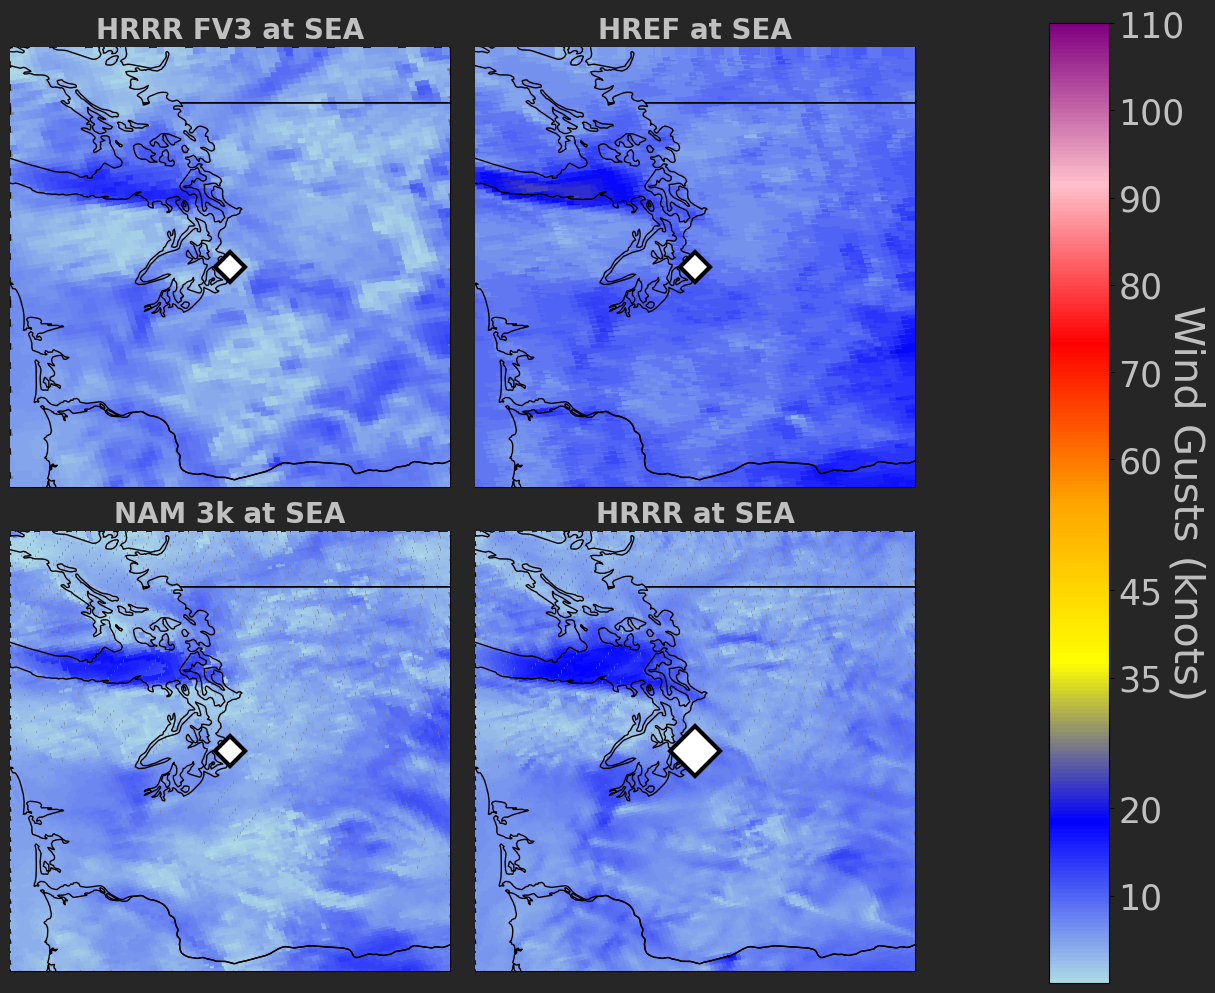 HRRR FV3 at SEA
HREF at SEA
NAM 3k at SEA
HRRR at SEA
110
100
90
80
70
60
45
35
20
10
Wind Gusts (knots)